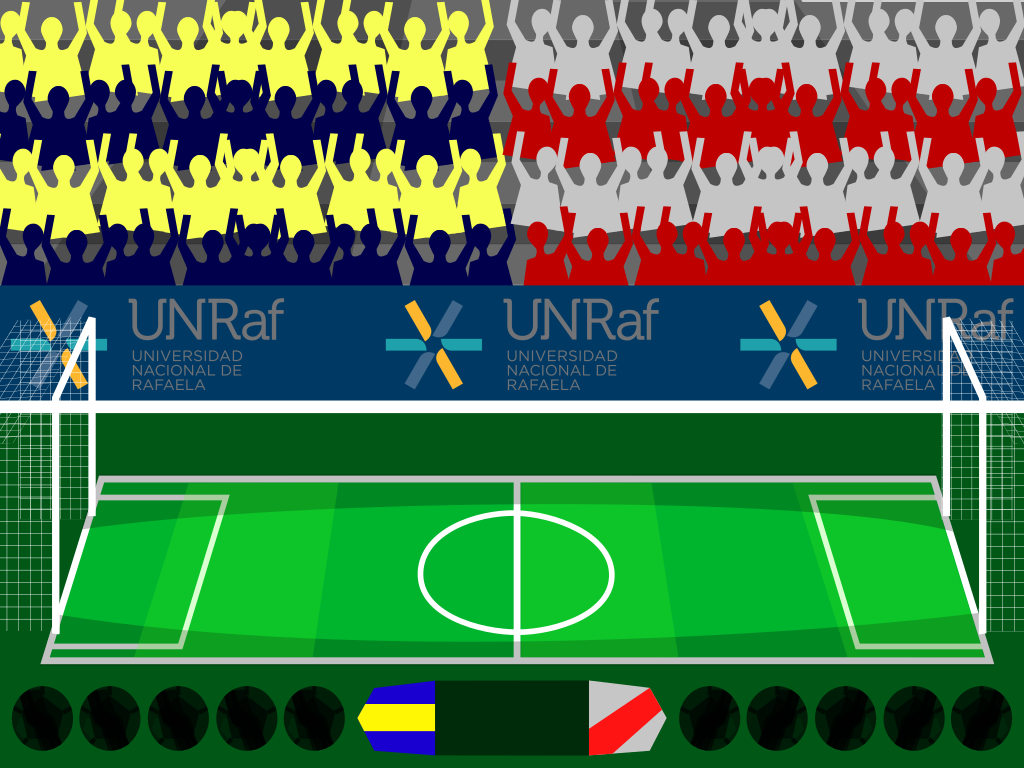 UNRaf
UNIVERSIDAD
NACIONAL DE
RAFAELA
UNRaf
UNIVERSIDAD
NACIONAL DE
RAFAELA
UNRaf
UNIVERSIDAD
NACIONAL DE
RAFAELA